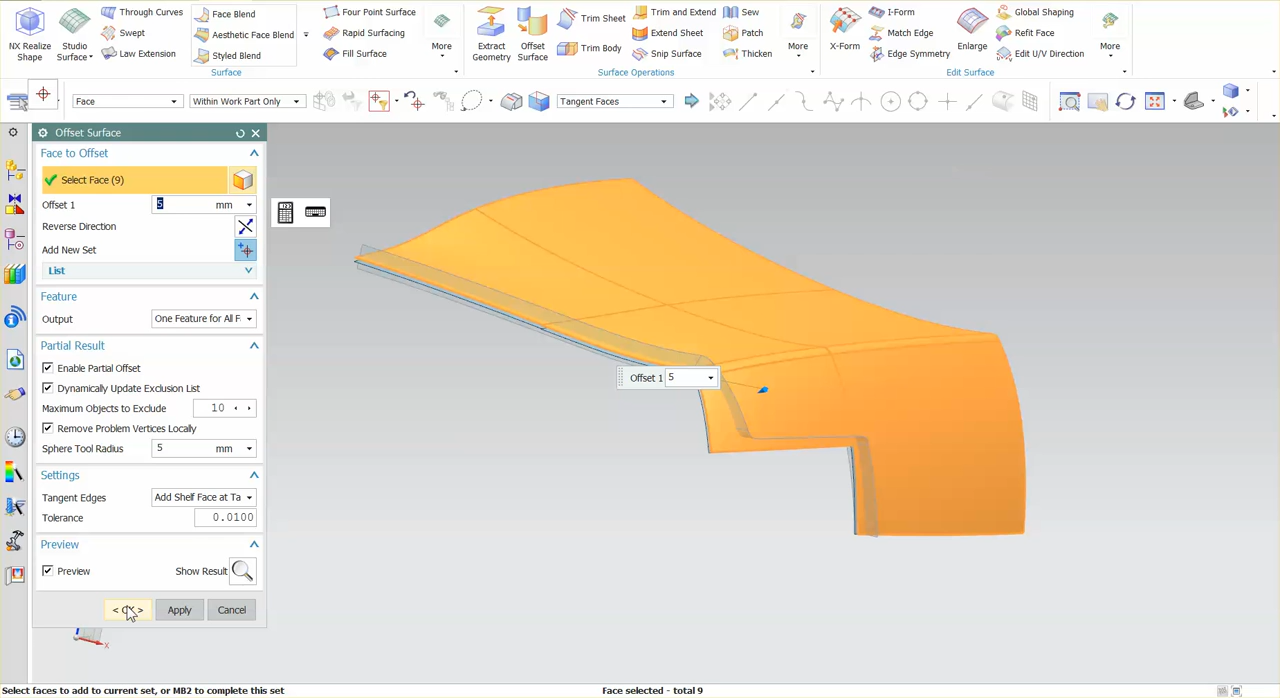 NX Realize
Shape
Studio
Surface
Through Curves
Swept
Law Extension
Face Blend
Aesthetic Face Blend
Styled Blend
Four Point Surface
Rapid Surfacing
Fill Surface
More
Surface
Extract
Geometry
Offset
Surface
Trim Sheet
Trim Body
Trim and Extend
Extend Sheet
Snip Surface
Sew
Patch
Thicken
More
Surface Operations
X-Form
I-Form
Match Edge
Edge Symmetry
Enlarge
Global Shaping
Refit Face
Edit U/V Direction
More
Edit Surface
Face
Within Work Part Only
Tangent Faces
Offset Surface
Face to Offset
Select Face (9)
Offset 1
5
mm
Reverse Direction
Add New Set
List
Feature
Output
One Feature for All F
Partial Result
Enable Partial Offset
Dynamically Update Exclusion List
Maximum Objects to Exclude
10
Remove Problem Vertices Locally
Sphere Tool Radius
5
mm
Settings
Tangent Edges
Add Shelf Face at Ta
Tolerance
0.0100
Preview
Preview
Show Result
< OK >
Apply
Cancel
Offset 1
5
X
Select faces to add to current set, or MB2 to complete this set
Face selected - total 9